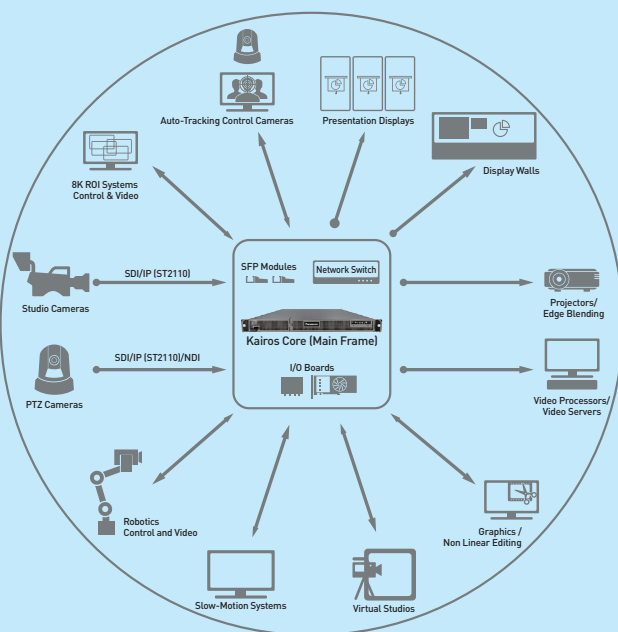 Auto-Tracking Control Cameras
Presentation Displays
Display Walls
8K ROI Systems
Control & Video
SFP Modules
Network Switch
SDI/IP (ST2110)
Studio Cameras
Projectors/
Edge Blending
Kairos Core (Main Frame)
SDI/IP (ST2110)/NDI
I/O Boards
PTZ Cameras
Video Processors/
Video Servers
Robotics
Control and Video
Graphics /
Non Linear Editing
Slow-Motion Systems
Virtual Studios